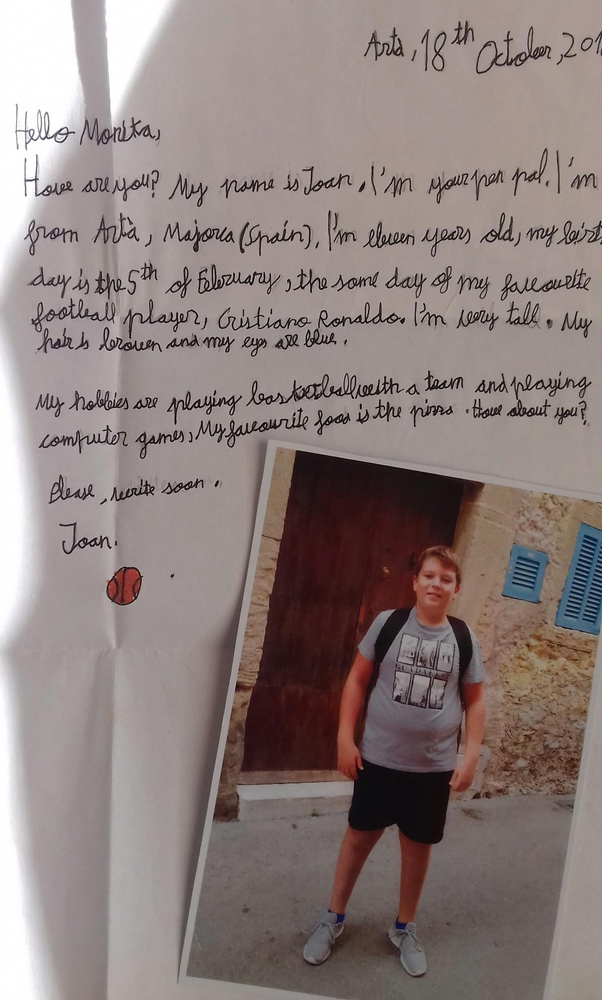 Artà, 18th October, 201
Hello Monika,
How are you? My name is Joan. I'm your pen pal. I'm
from Artà, Majorca (Spain). I'm eleven years old, my birth
day is the 5th of February, the same day of my favourite
football player, Cristiano Ronaldo. I'm very tall. My
hair is brown and my eyes are blue.
My hobbies are playing basketball with a team and playing
computer games, My favourite food is the pizza. How about you?
Please, write soon.
Joan.
GUADALEST